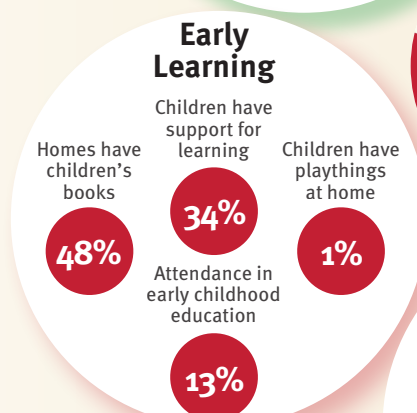 Early
Learning
Children have
support for
learning
34%
Homes have
children's
books
48%
Children have
playthings
at home
1%
Attendance in
early childhood
education
13%